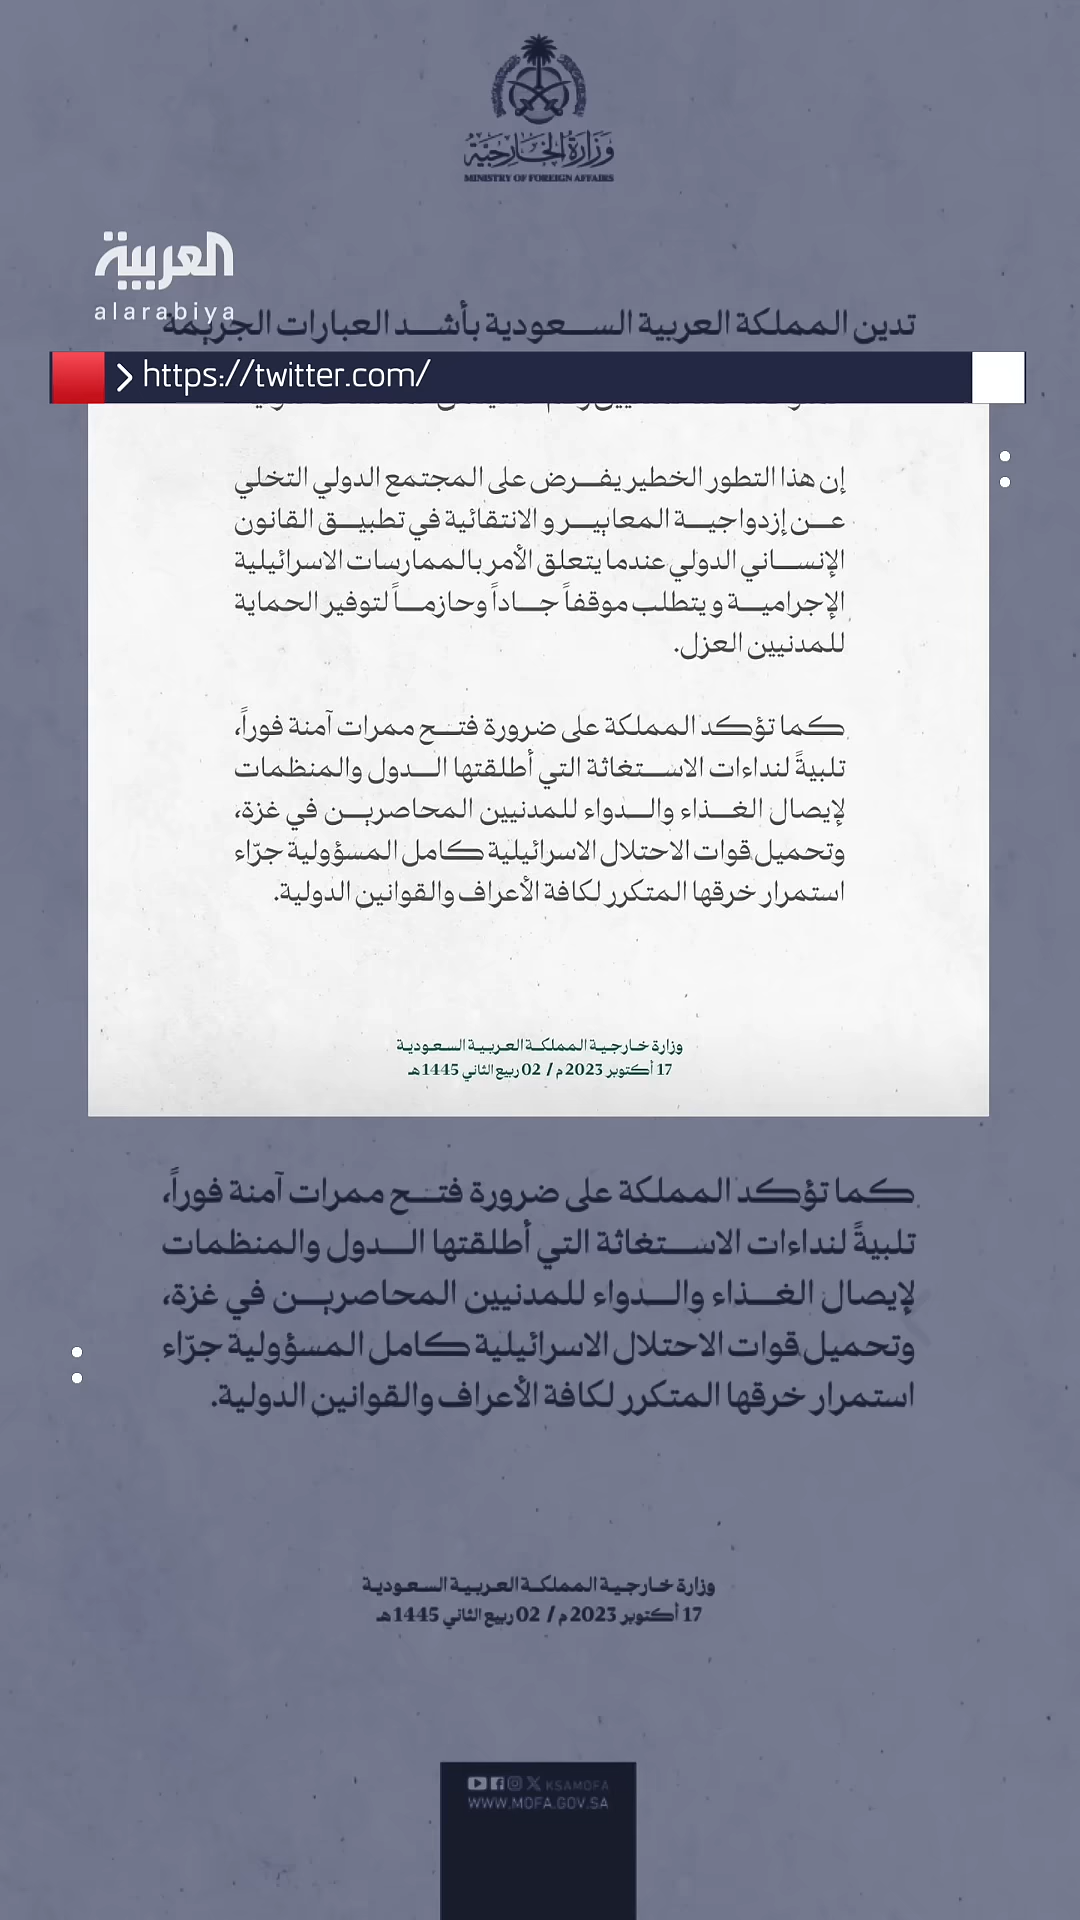 وزارة الخارجية
MINISTRY OF FOREIGN AFFAIRS
العربية
alarabiya
تدين المملكة العربية السعودية بأشد العبارات الجريمة
https://twitter.com/
إن هذا التطور الخطير يفرض على المجتمع الدولي التخلي
عن إزدواجية المعايير و الانتقائية في تطبيق القانون
الإنساني الدولي عندما يتعلق الأمر بالممارسات الاسرائيلية
الإجرامية و يتطلب موقفاً جاداً وحازماً لتوفير الحماية
للمدنيين العزل.
كما تؤكد المملكة على ضرورة فتح ممرات آمنة فوراً،
تلبيةً لنداءات الاستغاثة التي أطلقتها الدول والمنظمات
لإيصال الغذاء والدواء للمدنيين المحاصرين في غزة،
وتحميل قوات الاحتلال الاسرائيلية كامل المسؤولية جرّاء
استمرار خرقها المتكرر لكافة الأعراف والقوانين الدولية.
وزارة خارجية المملكة العربية السعودية
17 أكتوبر 2023 م / 02 ربيع الثاني 1445 هـ
كما تؤكد المملكة على ضرورة فتح ممرات آمنة فوراً،
تلبيةً لنداءات الاستغاثة التي أطلقتها الدول والمنظمات
لإيصال الغذاء والدواء للمدنيين المحاصرين في غزة،
وتحميل قوات الاحتلال الاسرائيلية كامل المسؤولية جرّاء
استمرار خرقها المتكرر لكافة الأعراف والقوانين الدولية.
وزارة خارجية المملكة العربية السعودية
17 أكتوبر 2023 م / 02 ربيع الثاني 1445 هـ
KSAMOFA
WWW.MOFA.GOV.SA